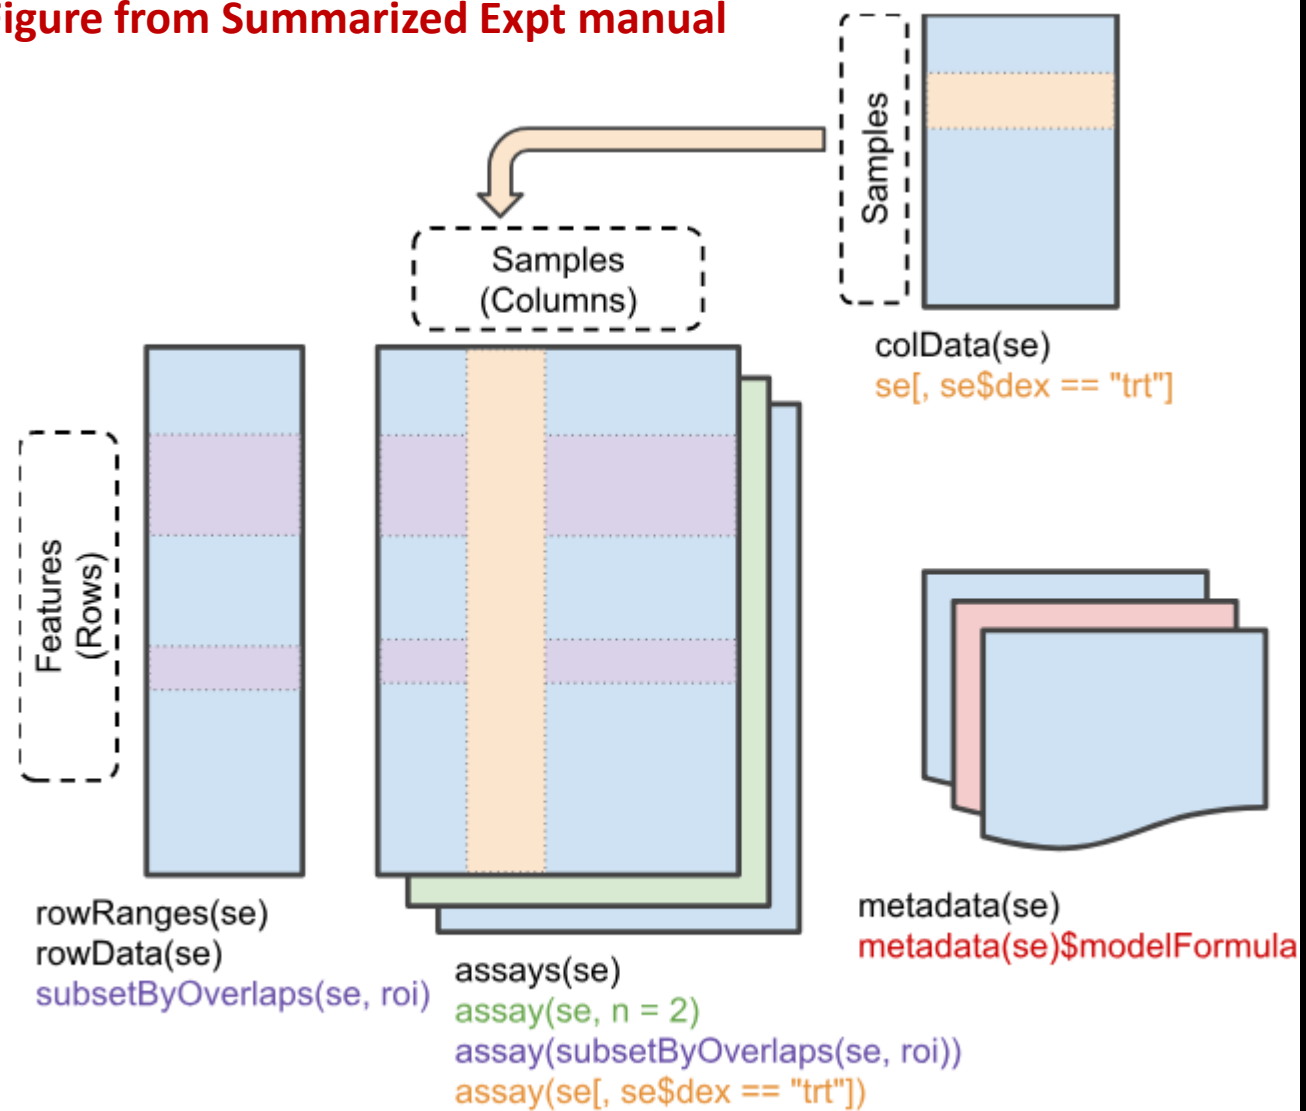 igure from Summarized Expt manual
Samples
Samples
(Columns)
colData(se)
se[, se$dex == "trt"]
Features
(Rows)
rowRanges(se)
rowData(se)
subsetByOverlaps(se, roi)
assays(se)
assay(se, n = 2)
assay(subsetByOverlaps(se, roi))
assay(se[, se$dex == "trt"])
metadata(se)
metadata(se)$modelFormula